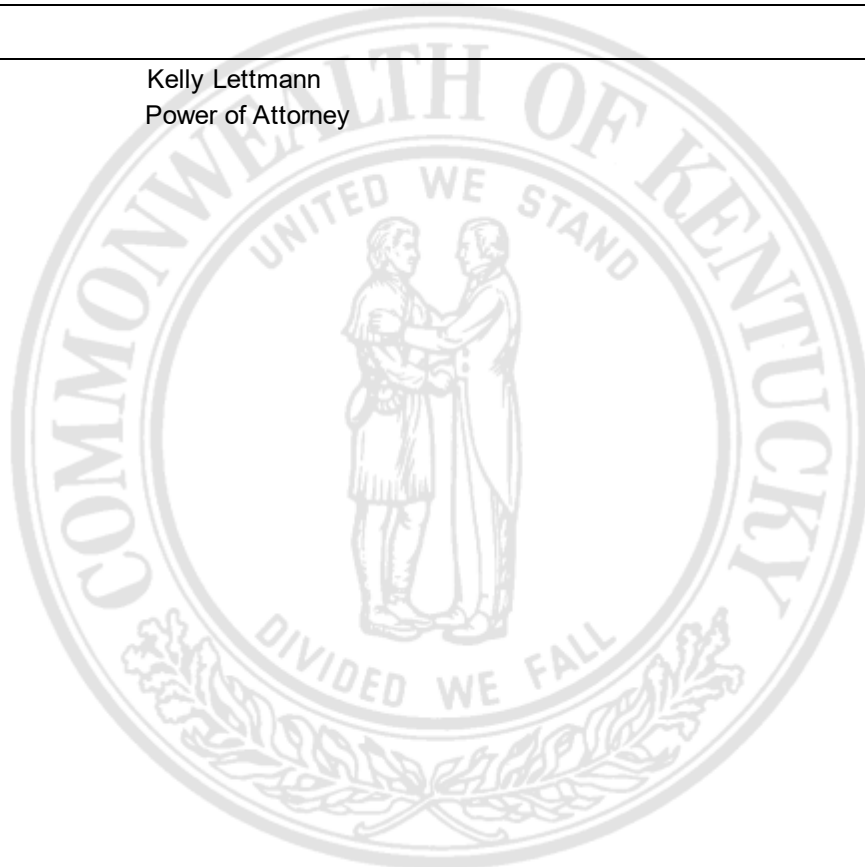 Kelly Lettmann
Power of Attorney
COMMONWEALTH OF KENTUCKY
UNITED WE STAND
DIVIDED WE FALL